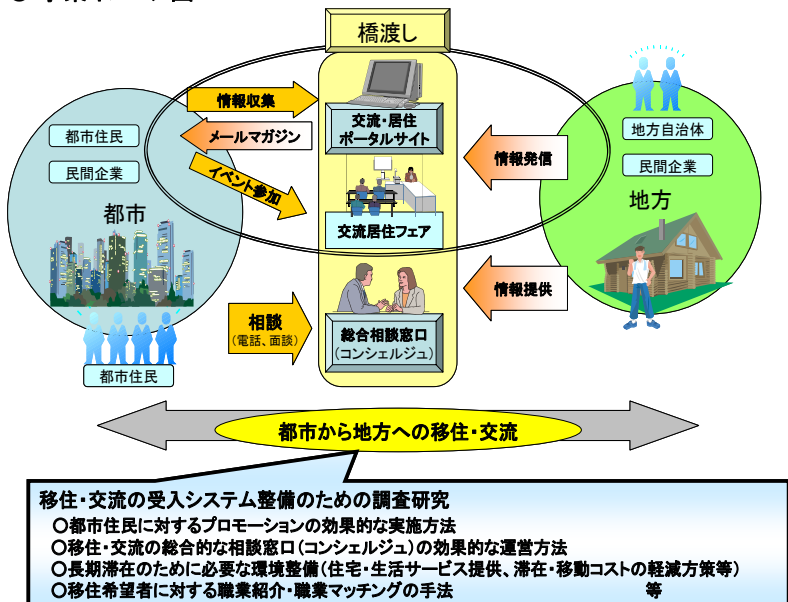 橋渡し
情報収集
メールマガジン
イベント参加
交流・居住
ポータルサイト
情報発信
都市住民
民間企業
都市
地方自治体
民間企業
地方
交流居住フェア
相談
(電話、面談)
総合相談窓口
(コンシェルジュ)
情報提供
都市住民
都市から地方への移住・交流
移住・交流の受入システム整備のための調査研究
○都市住民に対するプロモーションの効果的な実施方法
○移住・交流の総合的な相談窓口(コンシェルジュ)の効果的な運営方法
○長期滞在のために必要な環境整備(住宅・生活サービス提供、滞在・移動コストの軽減方策等)
○移住希望者に対する職業紹介・職業マッチングの手法 等